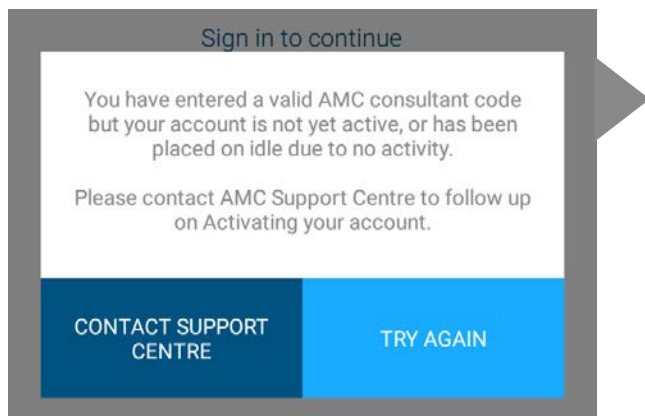 Sign in to continue
You have entered a valid AMC consultant code
but your account is not yet active, or has been
placed on idle due to no activity.
Please contact AMC Support Centre to follow up
on Activating your account.
CONTACT SUPPORT
CENTRE
TRY AGAIN